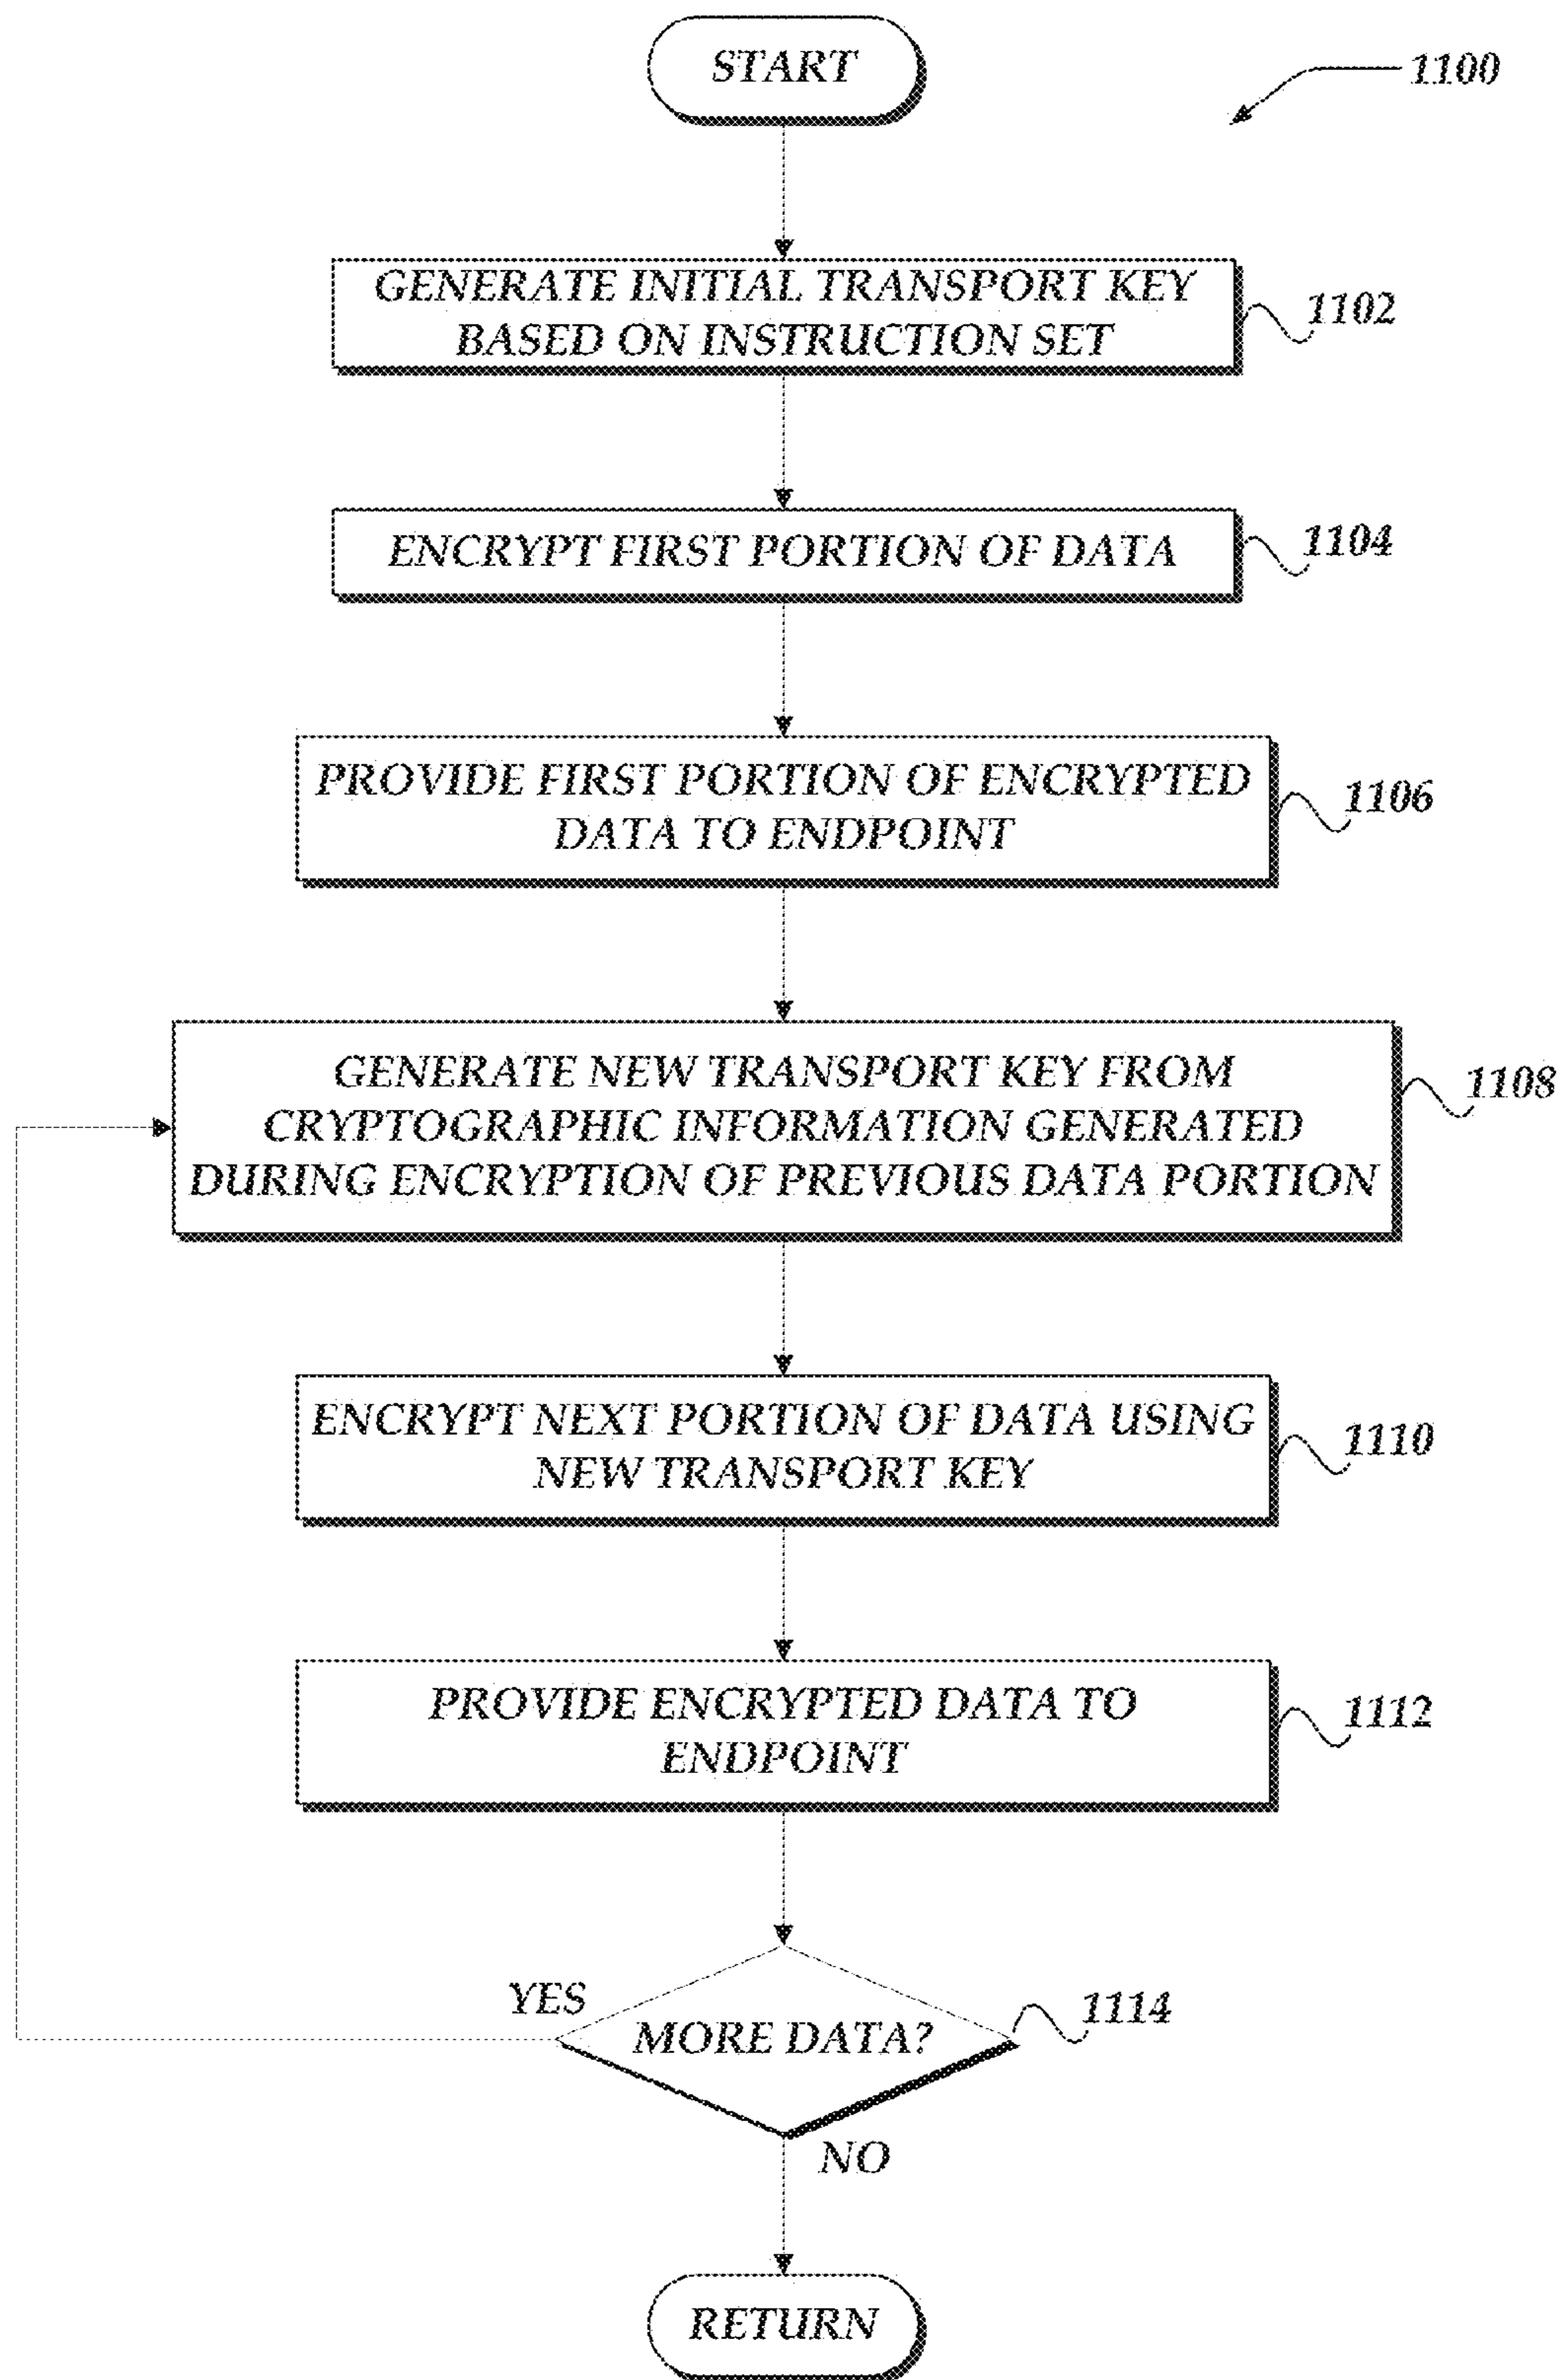 START
1100
GENERATE INITIAL TRANSPORT KEY
BASED ON INSTRUCTION SET
1102
ENCRYPT FIRST PORTION OF DATA
1104
PROVIDE FIRST PORTION OF ENCRYPTED
DATA TO ENDPOINT
1106
GENERATE NEW TRANSPORT KEY FROM
CRYPTOGRAPHIC INFORMATION GENERATED
DURING ENCRYPTION OF PREVIOUS DATA PORTION
1108
ENCRYPT NEXT PORTION OF DATA USING
NEW TRANSPORT KEY
1110
PROVIDE ENCRYPTED DATA TO
ENDPOINT
1112
YES
MORE DATA?
1114
NO
RETURN